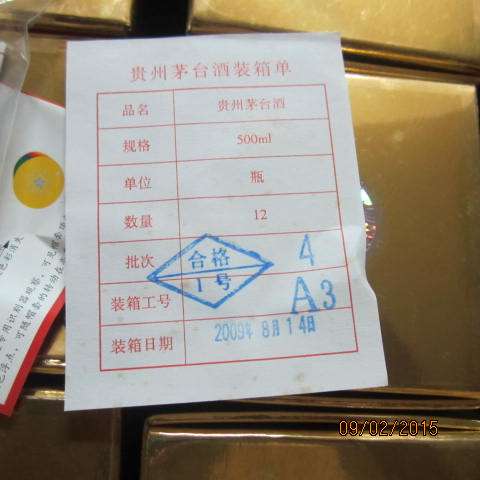 贵州茅台酒装箱单
品名 贵州茅台酒
规格 500ml
单位 瓶
数量 12
批次 4
合格
1号
装箱工号 A3
装箱日期 2009年8月14日
09/02/2015